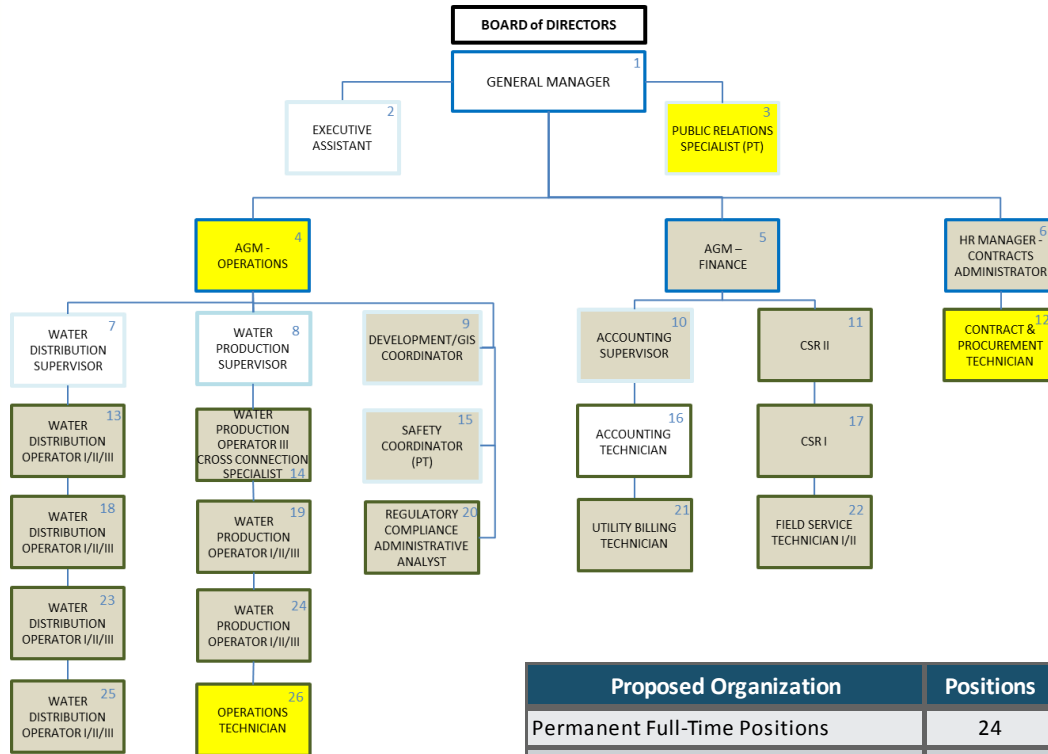 BOARD of DIRECTORS
1
GENERAL MANAGER
2
EXECUTIVE
ASSISTANT
3
PUBLIC RELATIONS
SPECIALIST (PT)
4
AGM -
OPERATIONS
5
AGM –
FINANCE
6
HR MANAGER -
CONTRACTS
ADMINISTRATOR
7
WATER
DISTRIBUTION
SUPERVISOR
8
WATER
PRODUCTION
SUPERVISOR
9
DEVELOPMENT/GIS
COORDINATOR
10
ACCOUNTING
SUPERVISOR
11
CSR II
12
CONTRACT &
PROCUREMENT
TECHNICIAN
13
WATER
DISTRIBUTION
OPERATOR I/II/III
WATER
PRODUCTION
OPERATOR III
CROSS CONNECTION
SPECIALIST 14
15
SAFETY
COORDINATOR
(PT)
16
ACCOUNTING
TECHNICIAN
17
CSR I
18
WATER
DISTRIBUTION
OPERATOR I/II/III
19
WATER
PRODUCTION
OPERATOR I/II/III
20
REGULATORY
COMPLIANCE
ADMINISTRATIVE
ANALYST
21
UTILITY BILLING
TECHNICIAN
22
FIELD SERVICE
TECHNICIAN I/II
23
WATER
DISTRIBUTION
OPERATOR I/II/III
24
WATER
PRODUCTION
OPERATOR I/II/III
25
WATER
DISTRIBUTION
OPERATOR I/II/III
26
OPERATIONS
TECHNICIAN
Proposed Organization Positions
Permanent Full-Time Positions 24